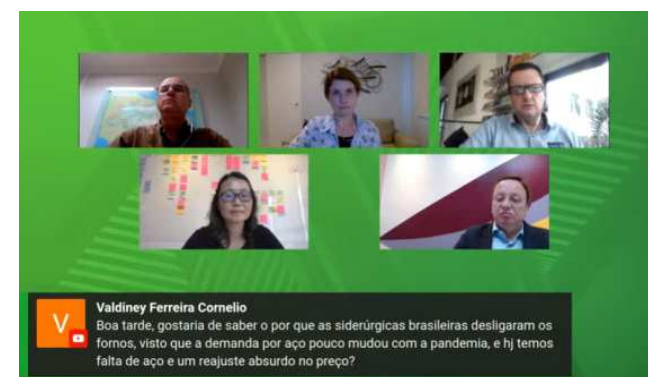 V
Valdiney Ferreira Cornelio
Boa tarde, gostaria de saber o por que as siderúrgicas brasileiras desligaram os
fornos, visto que a demanda por aço pouco mudou com a pandemia, e hj temos
falta de aço e um reajuste absurdo no preço?